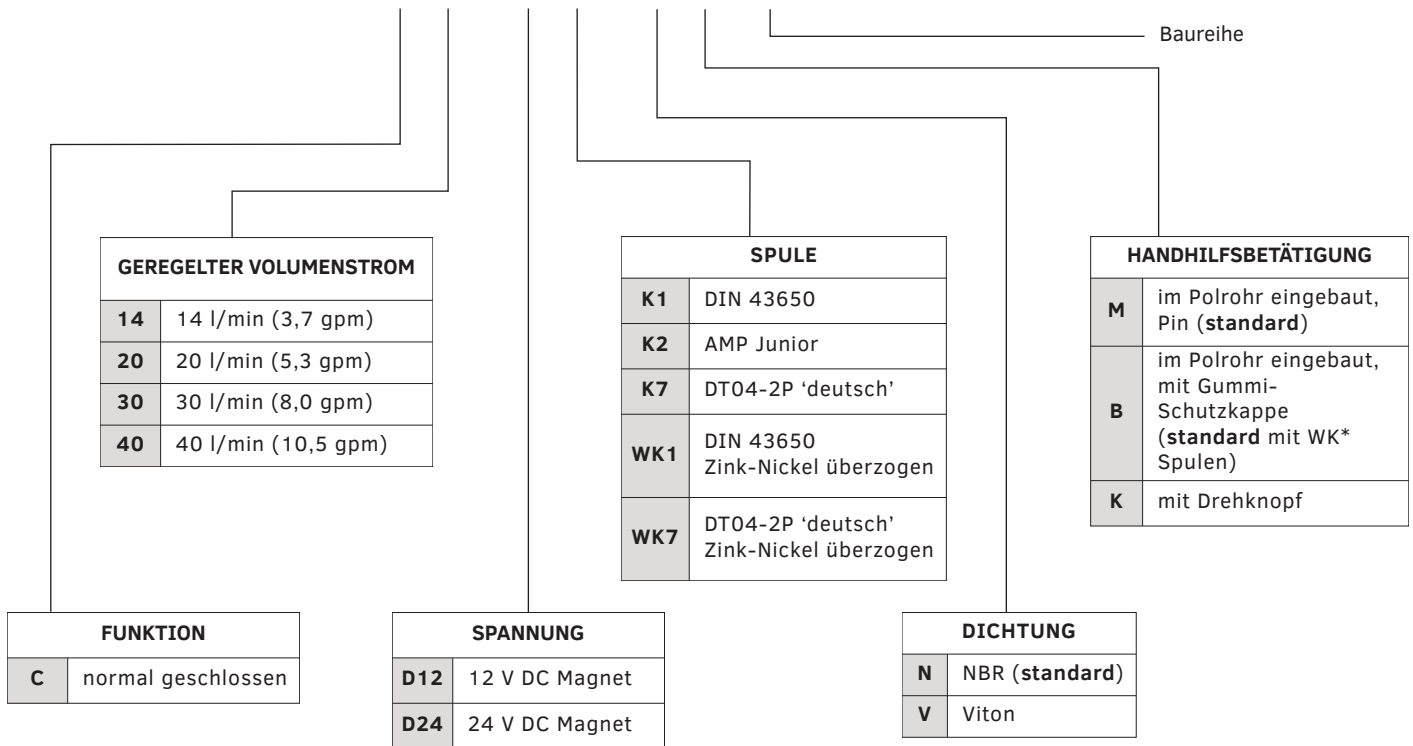 Baureihe
GEREGELTER VOLUMENSTROM
14 14 l/min (3,7 gpm)
20 20 l/min (5,3 gpm)
30 30 l/min (8,0 gpm)
40 40 l/min (10,5 gpm)
SPULE
K1 DIN 43650
K2 AMP Junior
K7 DT04-2P ‘deutsch’
WK1 DIN 43650
Zink-Nickel überzogen
WK7 DT04-2P ‘deutsch’
Zink-Nickel überzogen
HANDHILFSBETÄTIGUNG
M im Polrohr eingebaut,
Pin (standard)
B im Polrohr eingebaut,
mit Gummi-
Schutzkappe
(standard mit WK*
Spulen)
K mit Drehknopf
FUNKTION
C normal geschlossen
SPANNUNG
D12 12 V DC Magnet
D24 24 V DC Magnet
DICHTUNG
N NBR (standard)
V Viton